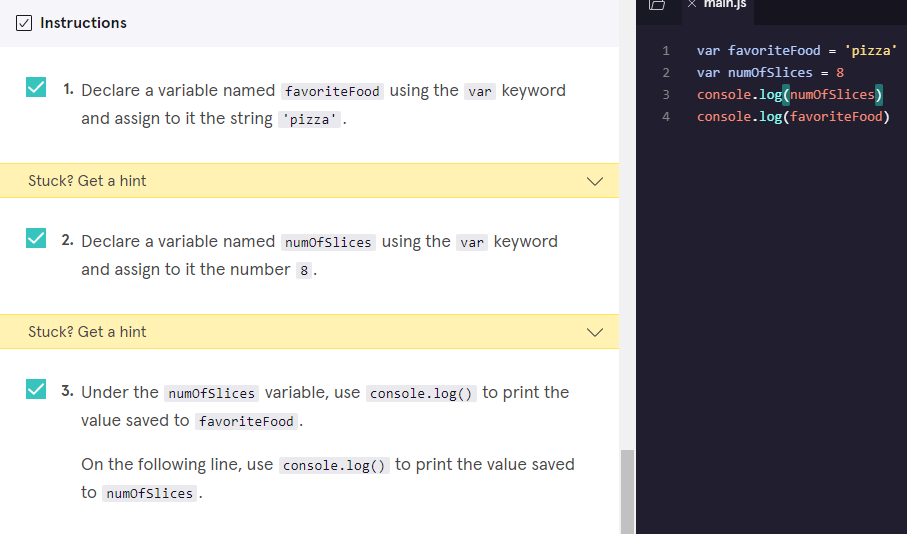 Instructions
1. Declare a variable named favoriteFood using the var keyword
and assign to it the string 'pizza'.
Stuck? Get a hint
2. Declare a variable named numOfSlices using the var keyword
and assign to it the number 8.
Stuck? Get a hint
3. Under the numOfSlices variable, use console.log() to print the
value saved to favoriteFood.
On the following line, use console.log() to print the value saved
to numOfSlices.
main.js
1 var favoriteFood = 'pizza'
2 var numOfSlices = 8
3 console.log(numOfSlices)
4 console.log(favoriteFood)